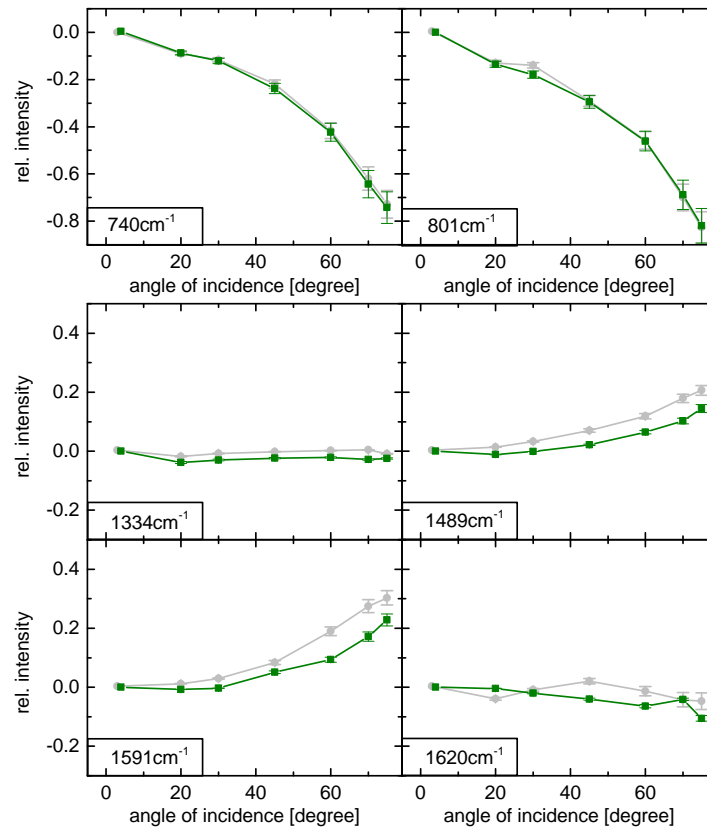 0.0
-0.2
-0.4
-0.6
-0.8
rel. intensity
740cm⁻¹
801cm⁻¹
0 20 40 60 0 20 40 60
angle of incidence [degree] angle of incidence [degree]
0.4
0.2
0.0
-0.2
rel. intensity
1334cm⁻¹
1489cm⁻¹
0.4
0.2
0.0
-0.2
rel. intensity
1591cm⁻¹
1620cm⁻¹
0 20 40 60 0 20 40 60
angle of incidence [degree] angle of incidence [degree]